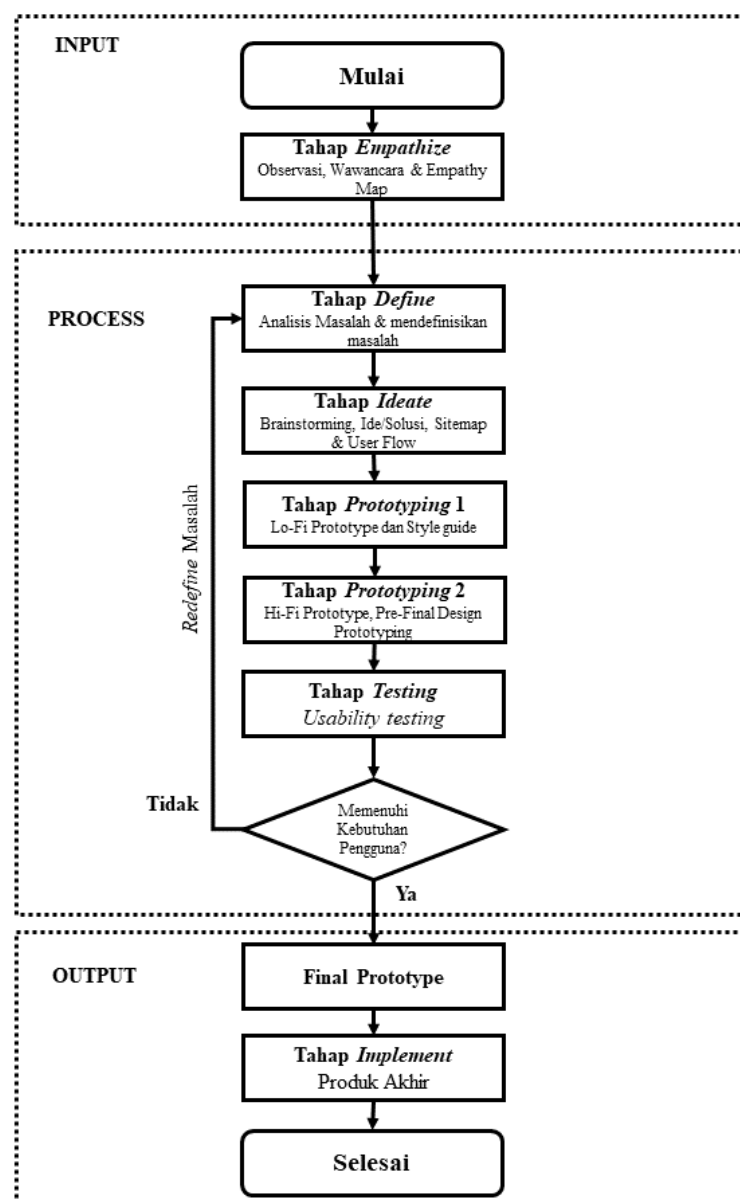 INPUT
Mulai
Tahap Empathize
Observasi, Wawancara & Empathy
Map
PROCESS
Tahap Define
Analisis Masalah & mendefinisikan
masalah
Tahap Ideate
Brainstorming, Ide/Solusi, Sitemap
& User Flow
Tahap Prototyping 1
Lo-Fi Prototype dan Style guide
Redefine Masalah
Tahap Prototyping 2
Hi-Fi Prototype, Pre-Final Design
Prototyping
Tahap Testing
Usability testing
Tidak
Memenuhi
Kebutuhan
Pengguna?
Ya
OUTPUT
Final Prototype
Tahap Implement
Produk Akhir
Selesai